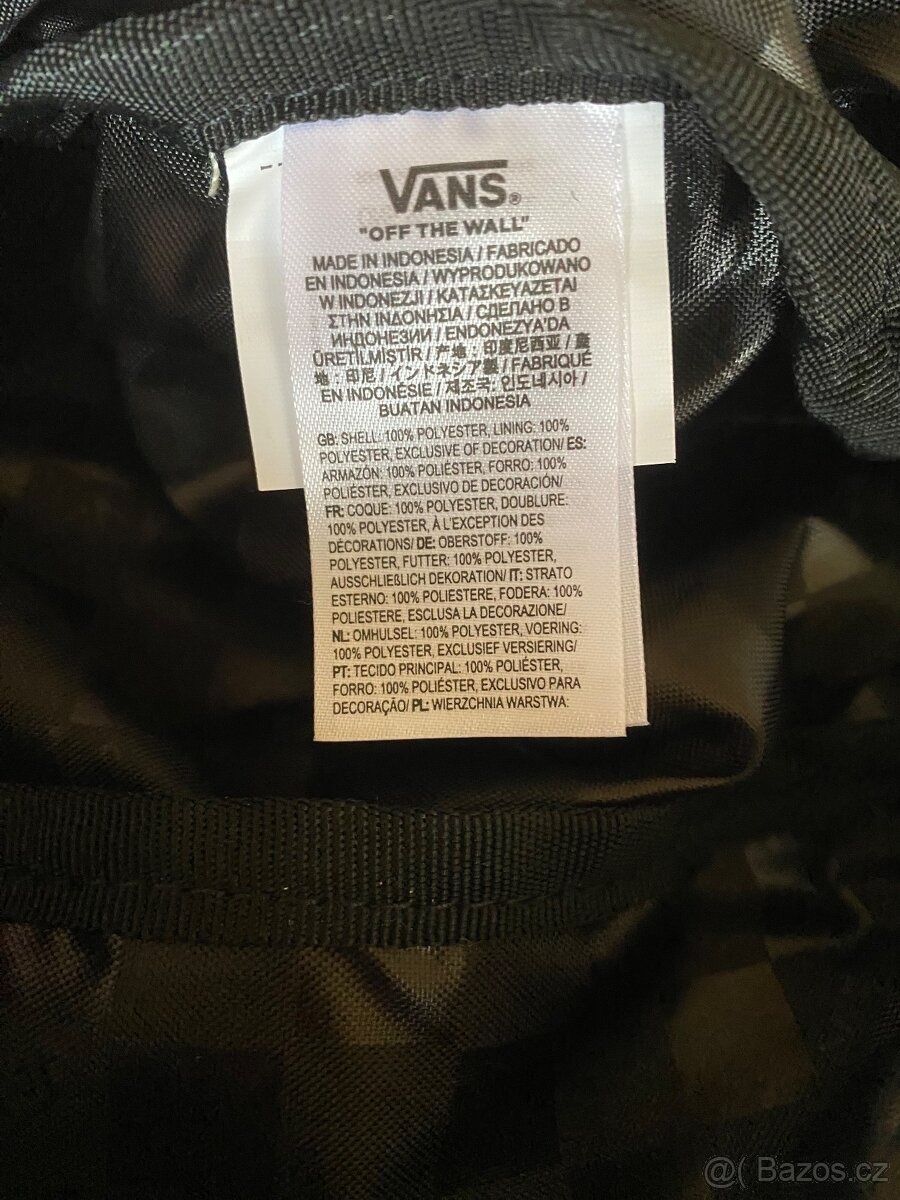 VANS®
"OFF THE WALL"
MADE IN INDONESIA / FABRICADO
EN INDONESIA / WYPRODUKOWANO
W INDONEZJI / ΚΑΤΑΣΚΕΥΑΖΕΤΑΙ
ΣΤΗΝ ΙΝΔΟΝΗΣΙΑ / СДЕЛАНО В
ИНДОНЕЗИИ / ENDONEZYA'DA
ÜRETİLMİŞTİR / 产地：印度尼西亚 / 產
地：印尼 / インドネシア製 / FABRIQUÉ
EN INDONÉSIE / 제조국: 인도네시아 /
BUATAN INDONESIA
GB: SHELL: 100% POLYESTER, LINING: 100%
POLYESTER, EXCLUSIVE OF DECORATION/ ES:
ARMAZÓN: 100% POLIÉSTER, FORRO: 100%
POLIÉSTER, EXCLUSIVO DE DECORACIÓN/
FR: COQUE: 100% POLYESTER, DOUBLURE:
100% POLYESTER, À L'EXCEPTION DES
DÉCORATIONS/ DE: OBERSTOFF: 100%
POLYESTER, FUTTER: 100% POLYESTER,
AUSSCHLIEßLICH DEKORATION/ IT: STRATO
ESTERNO: 100% POLIESTERE, FODERA: 100%
POLIESTERE, ESCLUSA LA DECORAZIONE/
NL: OMHULSEL: 100% POLYESTER, VOERING:
100% POLYESTER, EXCLUSIEF VERSIERING/
PT: TECIDO PRINCIPAL: 100% POLIÉSTER,
FORRO: 100% POLIÉSTER, EXCLUSIVO PARA
DECORAÇÃO/ PL: WIERZCHNIA WARSTWA:
@( Bazos.cz